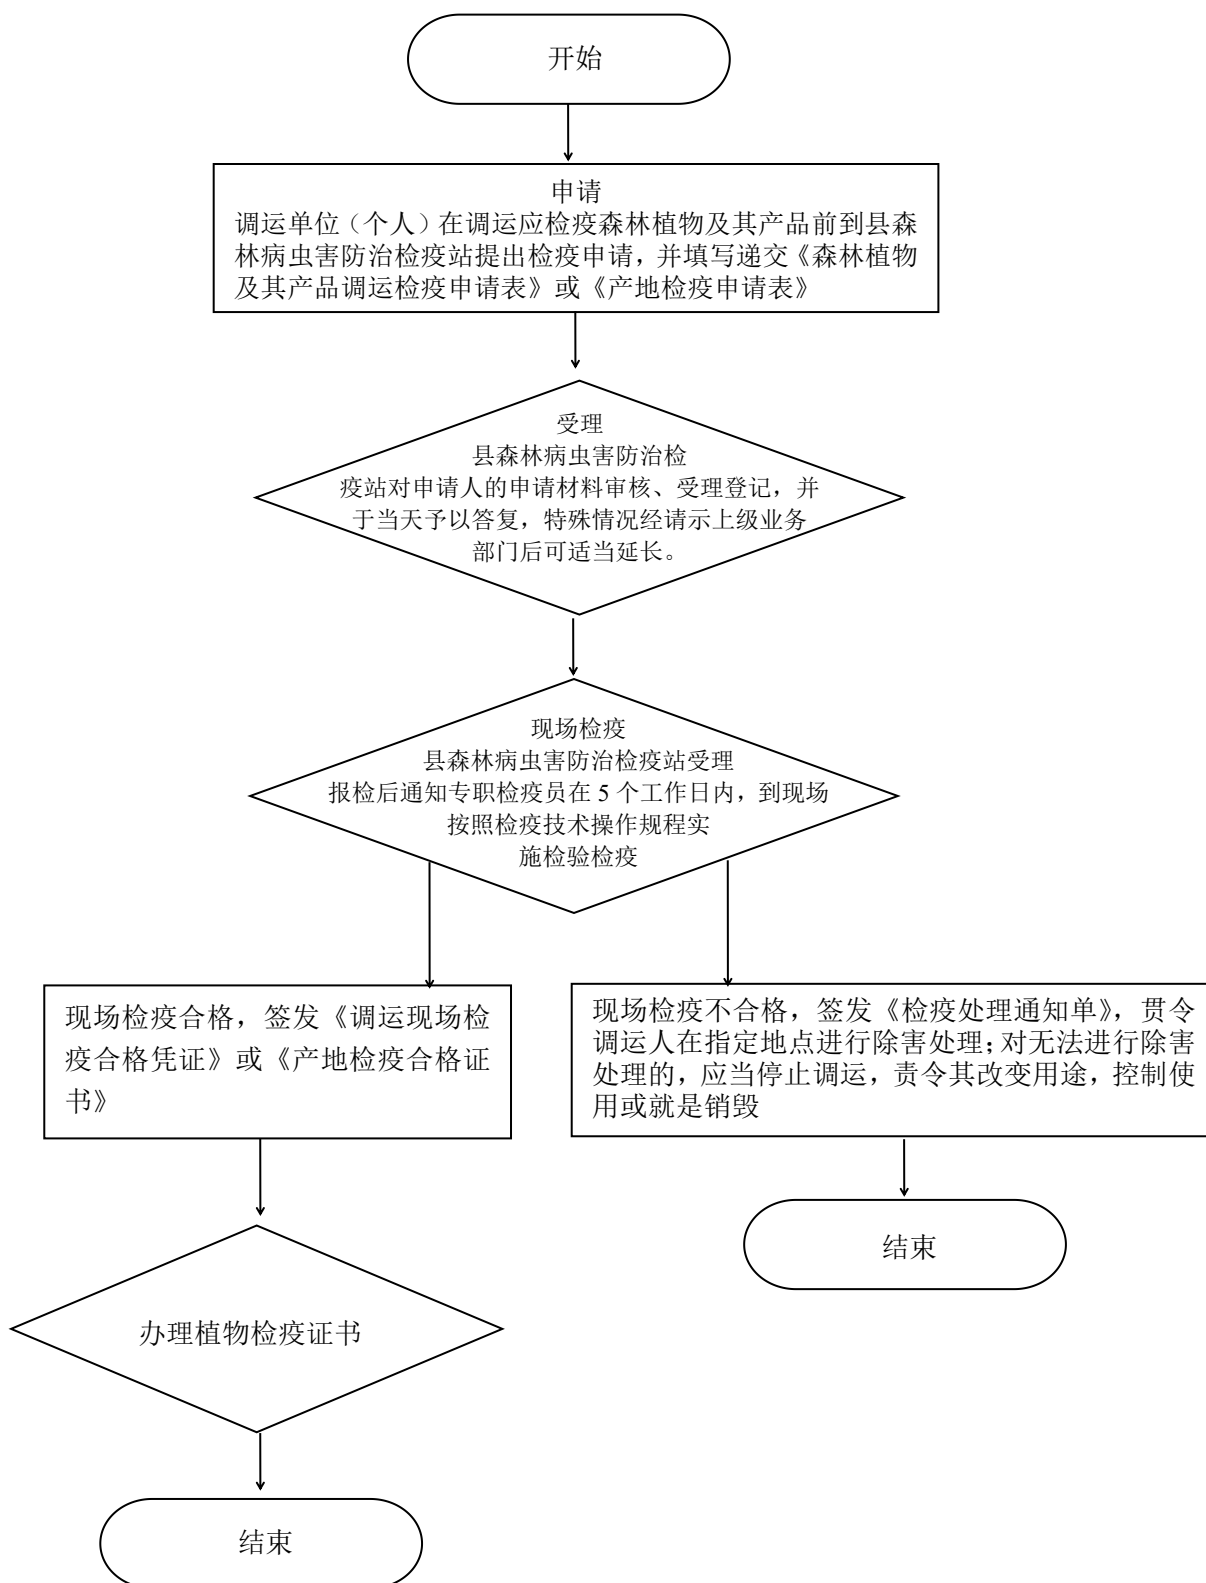 开始
申请
调运单位（个人）在调运应检疫森林植物及其产品前到县森
林病虫害防治检疫站提出检疫申请，并填写递交《森林植物
及其产品调运检疫申请表》或《产地检疫申请表》
受理
县森林病虫害防治检
疫站对申请人的申请材料审核、受理登记，并
于当天予以答复，特殊情况经请示上级业务
部门后可适当延长。
现场检疫
县森林病虫害防治检疫站受理
报检后通知专职检疫员在 5 个工作日内，到现场
按照检疫技术操作规程实
施检验检疫
现场检疫合格，签发《调运现场检
疫合格凭证》或《产地检疫合格证
书》
现场检疫不合格，签发《检疫处理通知单》，贯令
调运人在指定地点进行除害处理；对无法进行除害
处理的，应当停止调运，责令其改变用途，控制使
用或就是销毁
结束
办理植物检疫证书
结束